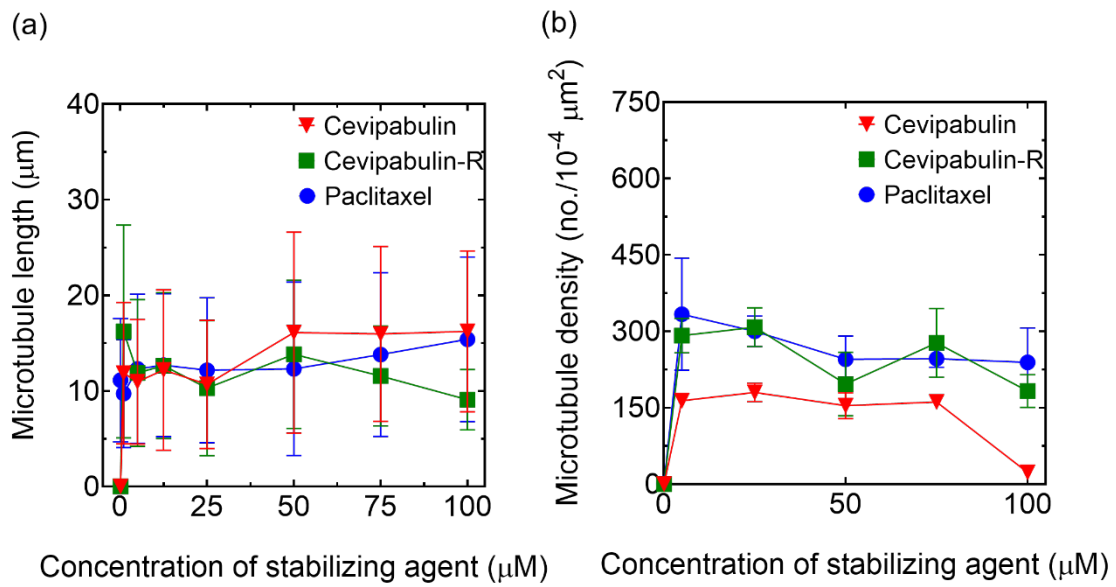 (a)
Microtubule length (μm)
40
30
20
10
0
Cevipabulin
Cevipabulin-R
Paclitaxel
0 25 50 75 100
Concentration of stabilizing agent (μM)
(b)
Microtubule density (no./10⁻⁴ μm²)
750
600
450
300
150
0
Cevipabulin
Cevipabulin-R
Paclitaxel
0 50 100
Concentration of stabilizing agent (μM)